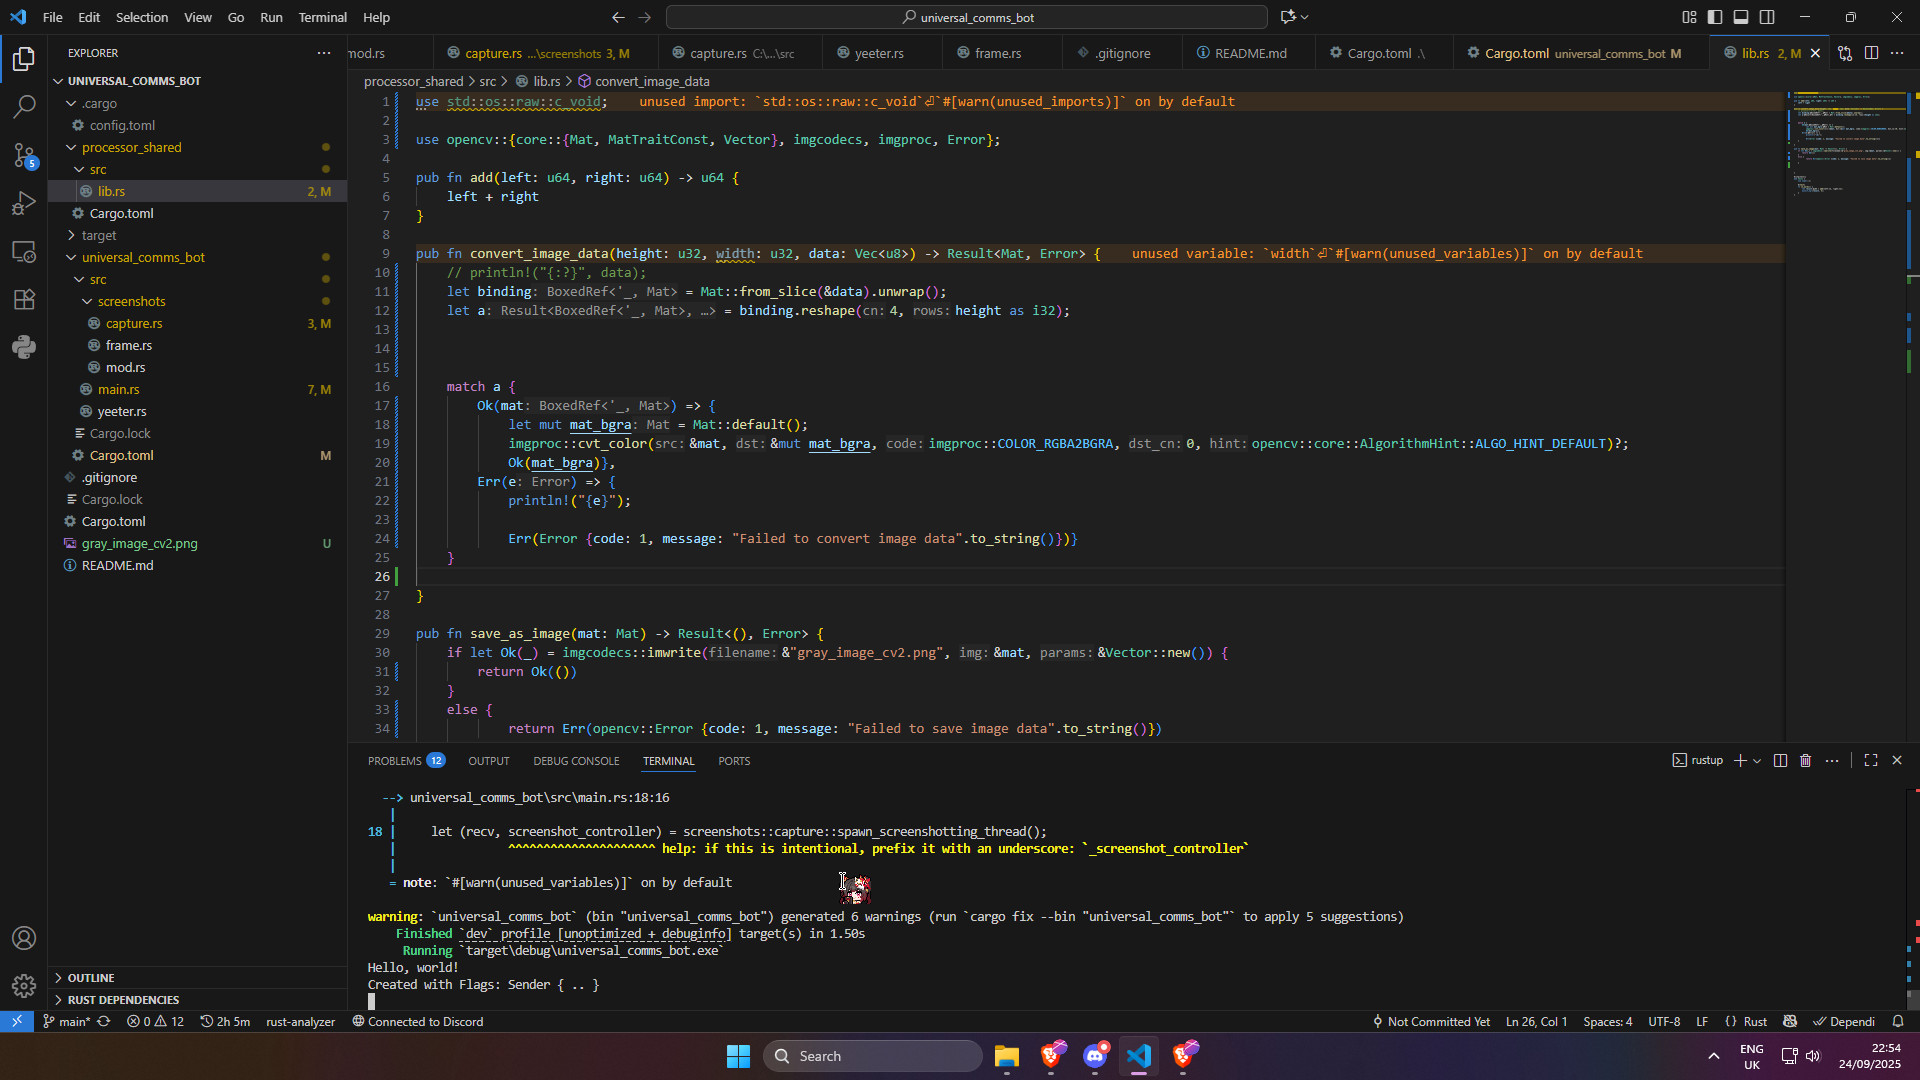 File Edit Selection View Go Run Terminal Help
universal_comms_bot
EXPLORER
UNIVERSAL_COMMS_BOT
.cargo
config.toml
processor_shared
src
lib.rs 2, M
Cargo.toml
target
universal_comms_bot
src
screenshots
capture.rs 3, M
frame.rs
mod.rs
main.rs 7, M
yeeter.rs
Cargo.lock
Cargo.toml M
.gitignore
Cargo.lock
Cargo.toml
gray_image_cv2.png U
README.md
OUTLINE
RUST DEPENDENCIES
5
mod.rs capture.rs ...\screenshots 3, M capture.rs C:\...\src yeeter.rs frame.rs .gitignore README.md Cargo.toml .\ Cargo.toml universal_comms_bot M lib.rs 2, M
processor_shared > src > lib.rs > convert_image_data
1 use std::os::raw::c_void; unused import: `std::os::raw::c_void`⏎`#[warn(unused_imports)]` on by default
2
3 use opencv::{core::{Mat, MatTraitConst, Vector}, imgcodecs, imgproc, Error};
4
5 pub fn add(left: u64, right: u64) -> u64 {
6 left + right
7 }
8
9 pub fn convert_image_data(height: u32, width: u32, data: Vec<u8>) -> Result<Mat, Error> { unused variable: `width`⏎`#[warn(unused_variables)]` on by default
10 // println!("{:?}", data);
11 let binding: BoxedRef<'_, Mat> = Mat::from_slice(&data).unwrap();
12 let a: Result<BoxedRef<'_, Mat>, …> = binding.reshape(cn: 4, rows: height as i32);
13
14
15
16 match a {
17 Ok(mat: BoxedRef<'_, Mat>) => {
18 let mut mat_bgra: Mat = Mat::default();
19 imgproc::cvt_color(src: &mat, dst: &mut mat_bgra, code: imgproc::COLOR_RGBA2BGRA, dst_cn: 0, hint: opencv::core::AlgorithmHint::ALGO_HINT_DEFAULT)?;
20 Ok(mat_bgra)},
21 Err(e: Error) => {
22 println!("{e}");
23
24 Err(Error {code: 1, message: "Failed to convert image data".to_string()})}
25 }
26
27 }
28
29 pub fn save_as_image(mat: Mat) -> Result<(), Error> {
30 if let Ok(_) = imgcodecs::imwrite(filename: &"gray_image_cv2.png", img: &mat, params: &Vector::new()) {
31 return Ok(())
32 }
33 else {
34 return Err(opencv::Error {code: 1, message: "Failed to save image data".to_string()})
PROBLEMS 12 OUTPUT DEBUG CONSOLE TERMINAL PORTS rustup
--> universal_comms_bot\src\main.rs:18:16
|
18 | let (recv, screenshot_controller) = screenshots::capture::spawn_screenshotting_thread();
| ^^^^^^^^^^^^^^^^^^^^^ help: if this is intentional, prefix it with an underscore: `_screenshot_controller`
|
= note: `#[warn(unused_variables)]` on by default
warning: `universal_comms_bot` (bin "universal_comms_bot") generated 6 warnings (run `cargo fix --bin "universal_comms_bot"` to apply 5 suggestions)
Finished `dev` profile [unoptimized + debuginfo] target(s) in 1.50s
Running `target\debug\universal_comms_bot.exe`
Hello, world!
Created with Flags: Sender { .. }
main* 0 12 2h 5m rust-analyzer Connected to Discord Not Committed Yet Ln 26, Col 1 Spaces: 4 UTF-8 LF {} Rust Dependi
Search
ENG
UK
22:54
24/09/2025